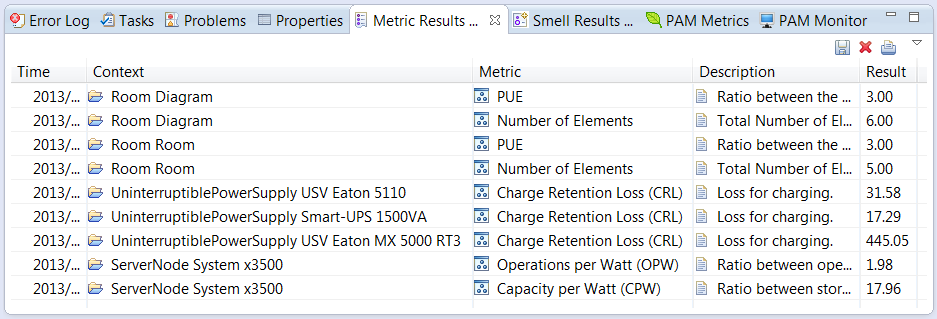 Error Log Tasks Problems Properties Metric Results ... Smell Results ... PAM Metrics PAM Monitor
Time Context Metric Description Result
2013/... Room Diagram PUE Ratio between the ... 3.00
2013/... Room Diagram Number of Elements Total Number of El... 6.00
2013/... Room Room PUE Ratio between the ... 3.00
2013/... Room Room Number of Elements Total Number of El... 5.00
2013/... UninterruptiblePowerSupply USV Eaton 5110 Charge Retention Loss (CRL) Loss for charging. 31.58
2013/... UninterruptiblePowerSupply Smart-UPS 1500VA Charge Retention Loss (CRL) Loss for charging. 17.29
2013/... UninterruptiblePowerSupply USV Eaton MX 5000 RT3 Charge Retention Loss (CRL) Loss for charging. 445.05
2013/... ServerNode System x3500 Operations per Watt (OPW) Ratio between ope... 1.98
2013/... ServerNode System x3500 Capacity per Watt (CPW) Ratio between stor... 17.96